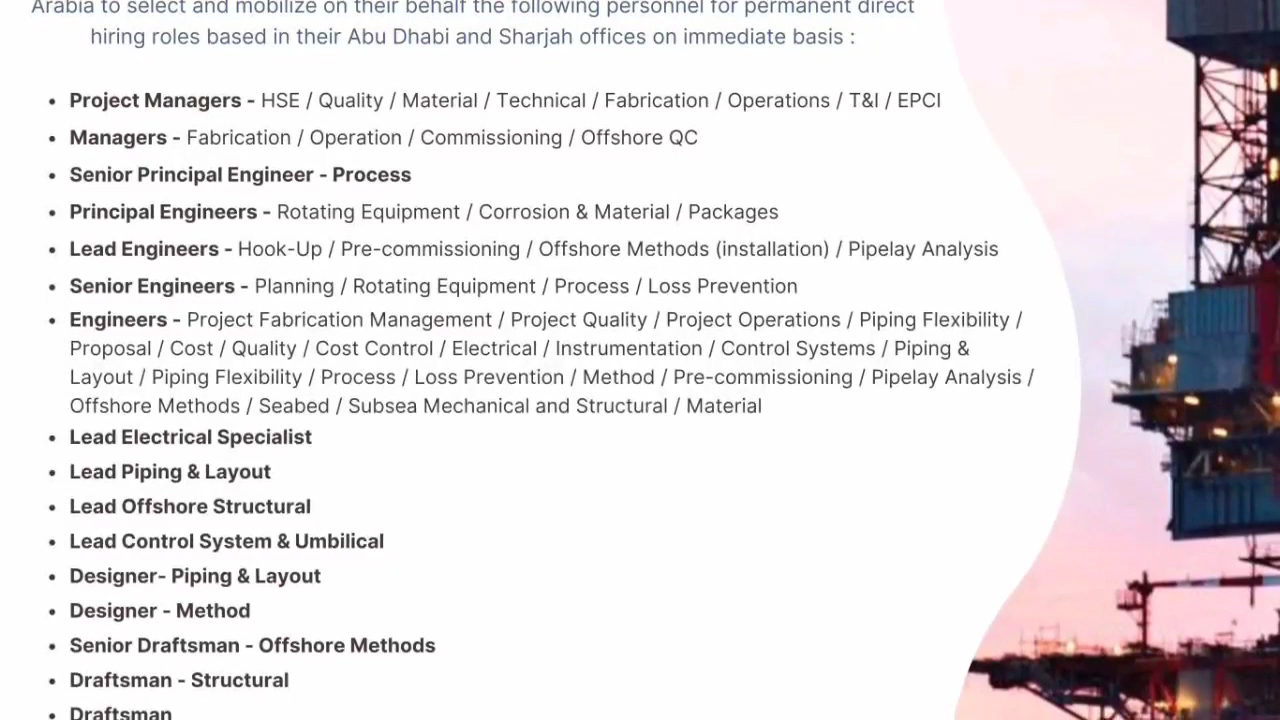 Arabia to select and mobilize on their behalf the following personnel for permanent direct
hiring roles based in their Abu Dhabi and Sharjah offices on immediate basis :
• Project Managers - HSE / Quality / Material / Technical / Fabrication / Operations / T&I / EPCI
• Managers - Fabrication / Operation / Commissioning / Offshore QC
• Senior Principal Engineer - Process
• Principal Engineers - Rotating Equipment / Corrosion & Material / Packages
• Lead Engineers - Hook-Up / Pre-commissioning / Offshore Methods (installation) / Pipelay Analysis
• Senior Engineers - Planning / Rotating Equipment / Process / Loss Prevention
• Engineers - Project Fabrication Management / Project Quality / Project Operations / Piping Flexibility /
Proposal / Cost / Quality / Cost Control / Electrical / Instrumentation / Control Systems / Piping &
Layout / Piping Flexibility / Process / Loss Prevention / Method / Pre-commissioning / Pipelay Analysis /
Offshore Methods / Seabed / Subsea Mechanical and Structural / Material
• Lead Electrical Specialist
• Lead Piping & Layout
• Lead Offshore Structural
• Lead Control System & Umbilical
• Designer- Piping & Layout
• Designer - Method
• Senior Draftsman - Offshore Methods
• Draftsman - Structural
• Draftsman